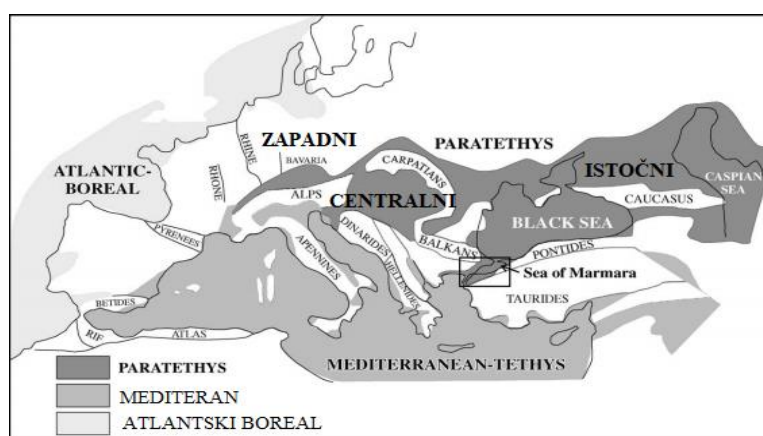 ZAPADNI
PARATETHYS
BAVARIA
RHINE
RHONE
ATLANTIC-
BOREAL
CARPATIANS
ISTOČNI
CASPIAN
SEA
ALPS
CENTRALNI
CAUCASUS
BLACK SEA
PYRENEES
DINARIDES
APENNINES
BALKANS
PONTIDES
HELLENIDES
Sea of Marmara
BETIDES
TAURIDES
RIF
ATLAS
MEDITERRANEAN-TETHYS
PARATETHYS
MEDITERAN
ATLANTSKI BOREAL